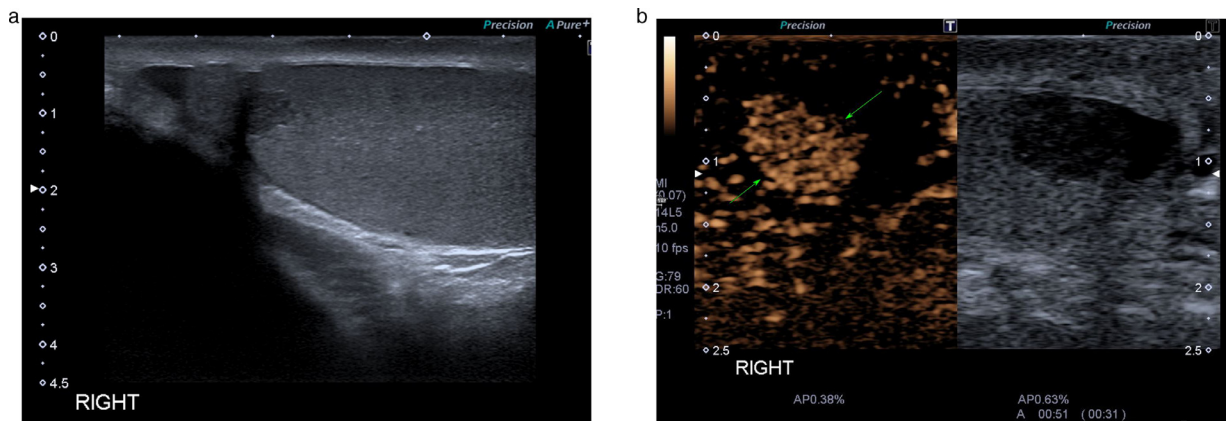 a
Precision A Pure+
0
1
2
3
4
4.5
RIGHT
b
Precision T Precision
0 0
1 1
MI
(0.07)
14L5
h5.0
10 fps
G:79
DR:60
P:1
2 2
2.5 2.5
RIGHT
AP0.38% AP0.63%
A 00:51 (00:31)